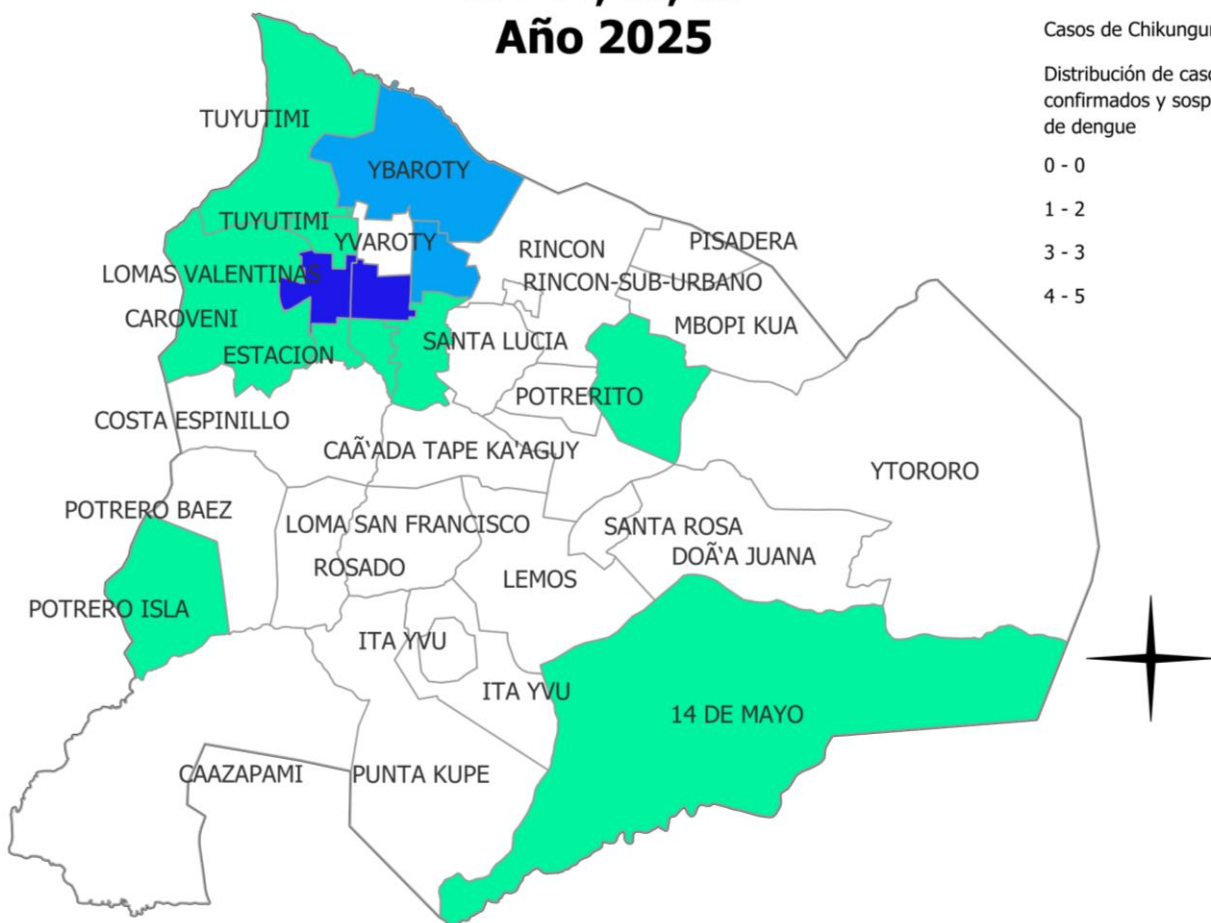 Año 2025
Casos de Chikungu
Distribución de cas
confirmados y sosp
de dengue
0 - 0
1 - 2
3 - 3
4 - 5
TUYUTIMI
YBAROTY
TUYUTIMI
YVAROTY
RINCON
PISADERA
LOMAS VALENTINAS
RINCON-SUB-URBANO
CAROVENI
MBOPI KUA
ESTACION
SANTA LUCIA
POTRERITO
COSTA ESPINILLO
CAÃ'ADA TAPE KA'AGUY
YTORORO
POTRERO BAEZ
LOMA SAN FRANCISCO
SANTA ROSA
DOÃ'A JUANA
ROSADO
LEMOS
POTRERO ISLA
ITA YVU
ITA YVU
14 DE MAYO
CAAZAPAMI
PUNTA KUPE